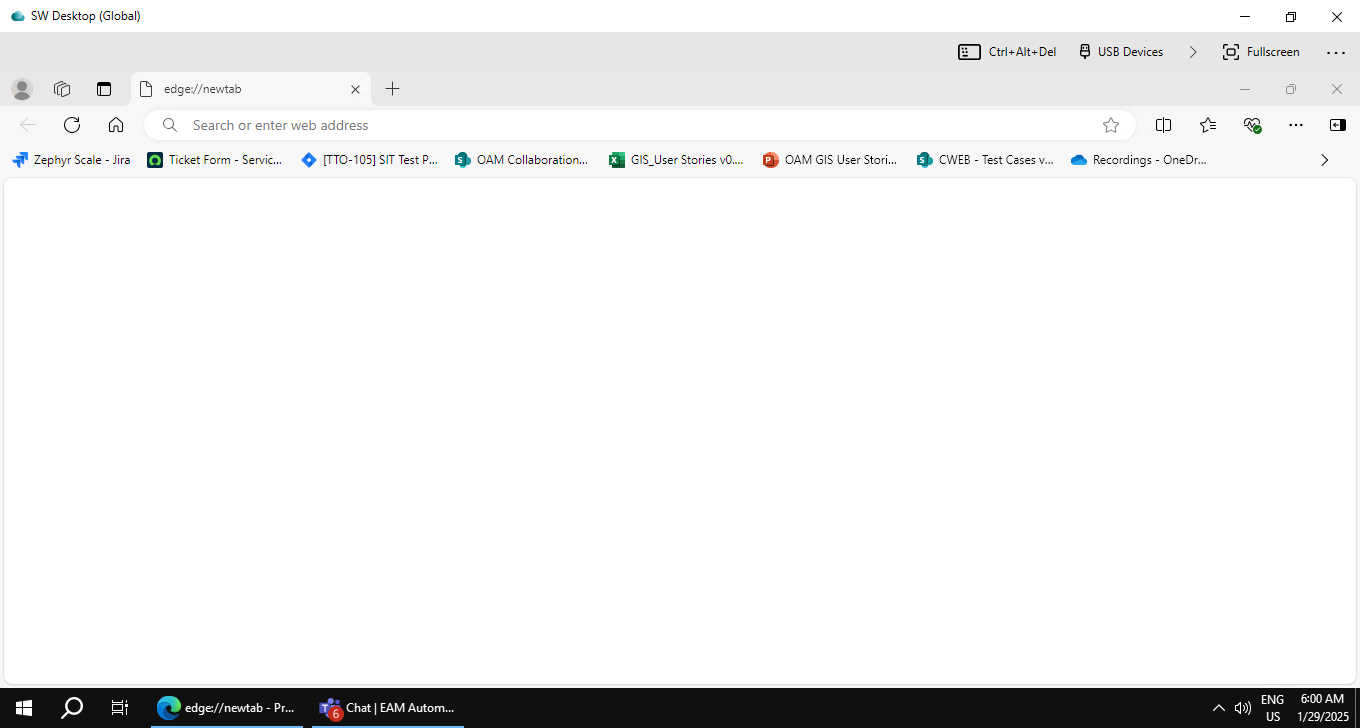 SW Desktop (Global)
Ctrl+Alt+Del USB Devices Fullscreen
edge://newtab
Search or enter web address
Zephyr Scale - Jira Ticket Form - Servic... [TTO-105] SIT Test P... OAM Collaboration... GIS_User Stories v0.... OAM GIS User Stori... CWEB - Test Cases v... Recordings - OneDr...
edge://newtab - Pr... 6 Chat | EAM Autom... ENG 6:00 AM
US 1/29/2025